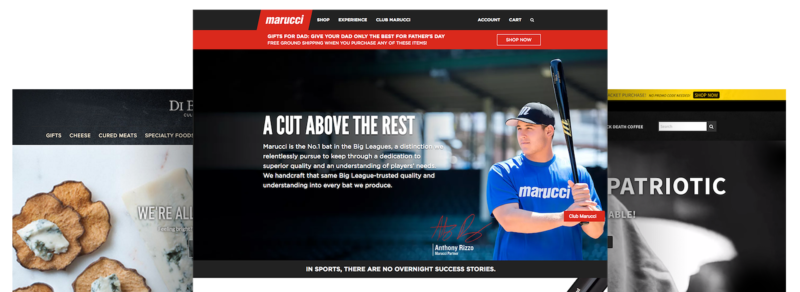 marucci
SHOP EXPERIENCE CLUB MARUCCI ACCOUNT CART
GIFTS FOR DAD: GIVE YOUR DAD ONLY THE BEST FOR FATHER'S DAY
FREE GROUND SHIPPING WHEN YOU PURCHASE ANY OF THESE ITEMS!
SHOP NOW
A CUT ABOVE THE REST
Marucci is the No.1 bat in the Big Leagues, a distinction we
relentlessly pursue to keep through a dedication to
superior quality and an understanding of players' needs.
We handcraft that same Big League-trusted quality and
understanding into every bat we produce.
marucci
Club Marucci
Anthony Rizzo
Marucci Partner
IN SPORTS, THERE ARE NO OVERNIGHT SUCCESS STORIES.
DI
GIFTS CHEESE CURED MEATS SPECIALTY FOODS
WE'RE ALL
SHOP NOW
DEATH COFFEE
PATRIOTIC